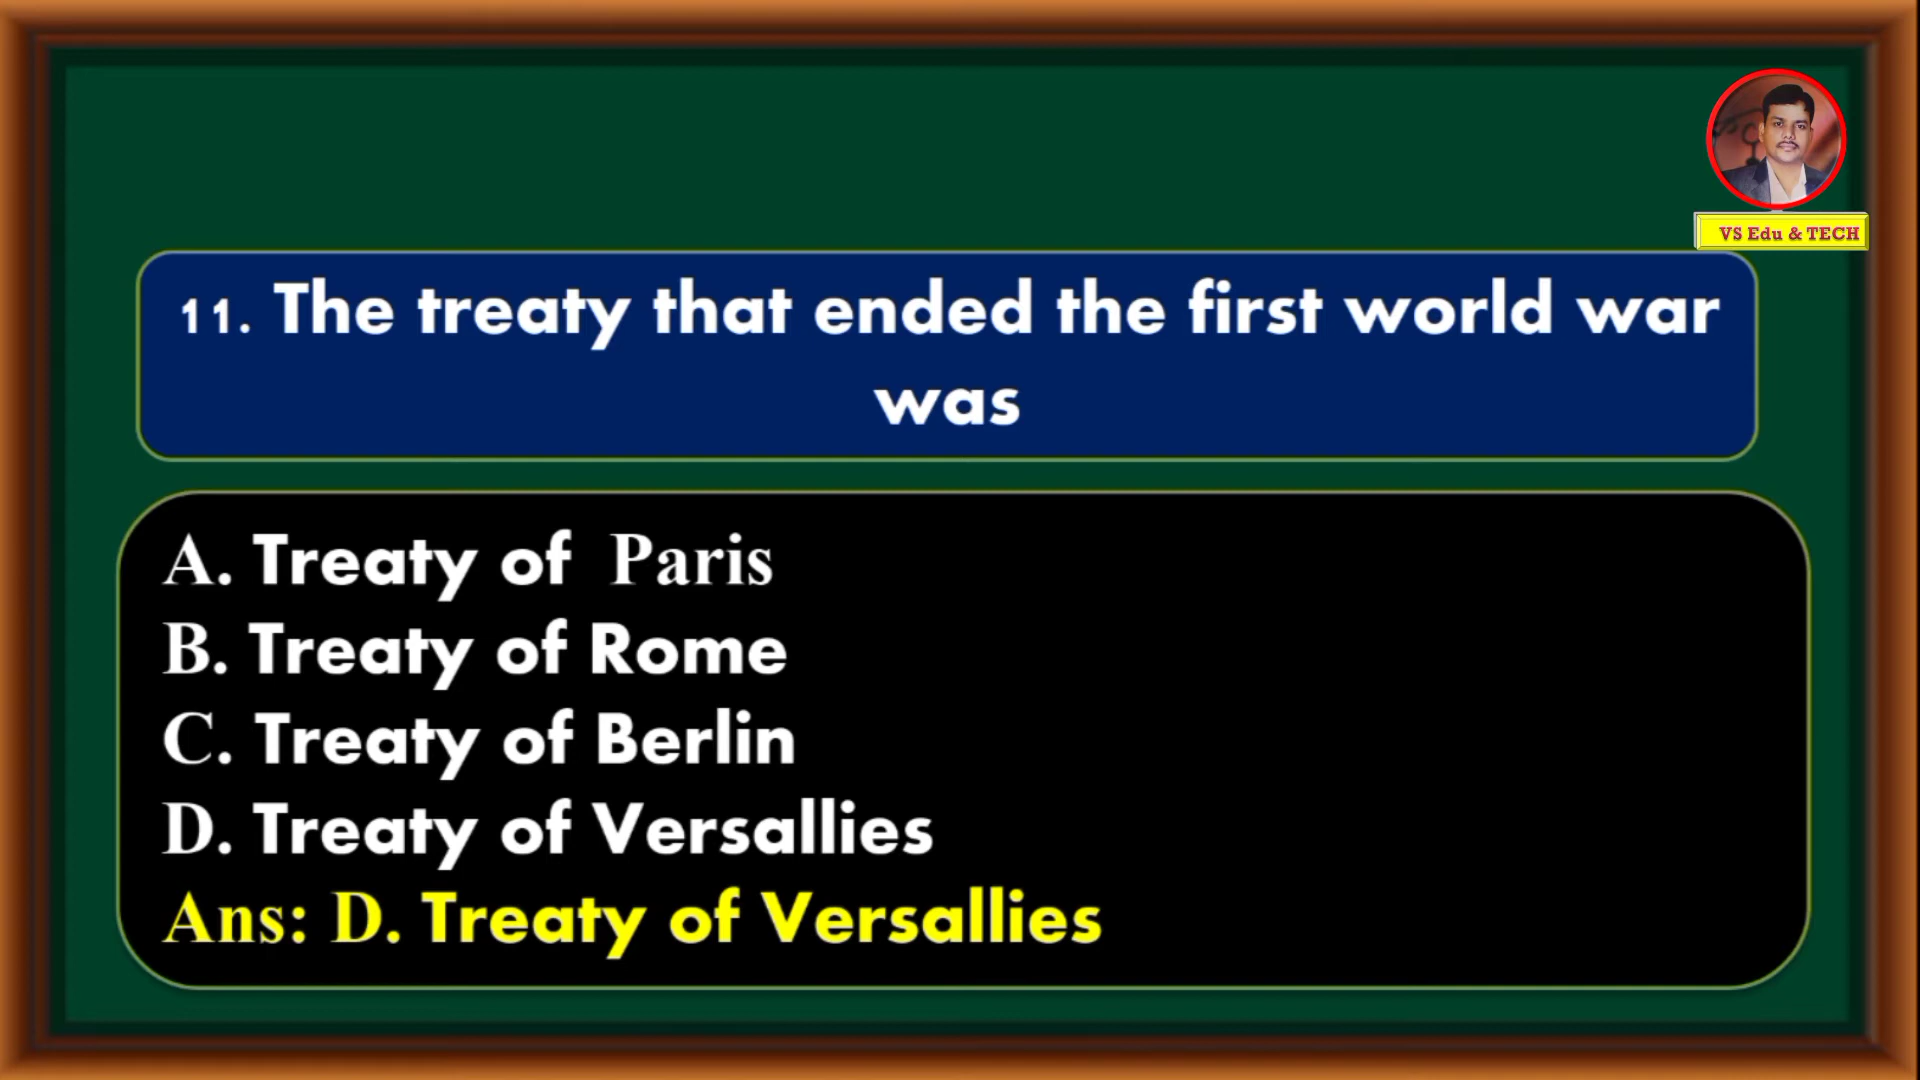 VS Edu & TECH
11. The treaty that ended the first world war
was
A. Treaty of Paris
B. Treaty of Rome
C. Treaty of Berlin
D. Treaty of Versallies
Ans: D. Treaty of Versallies